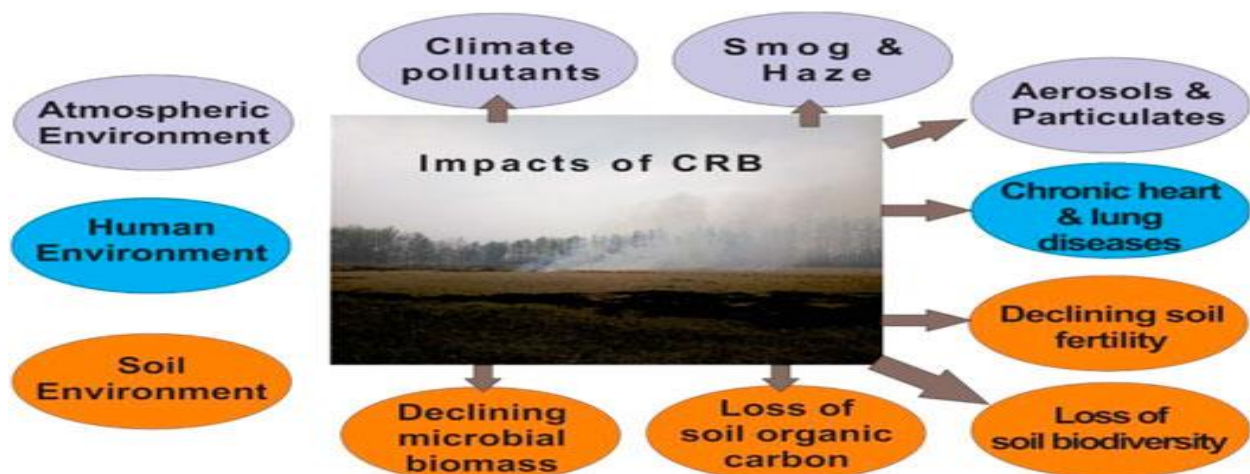 Climate
pollutants
Smog &
Haze
Atmospheric
Environment
Aerosols &
Particulates
Impacts of CRB
Human
Environment
Chronic heart
& lung
diseases
Soil
Environment
Declining soil
fertility
Declining
microbial
biomass
Loss of
soil organic
carbon
Loss of
soil biodiversity